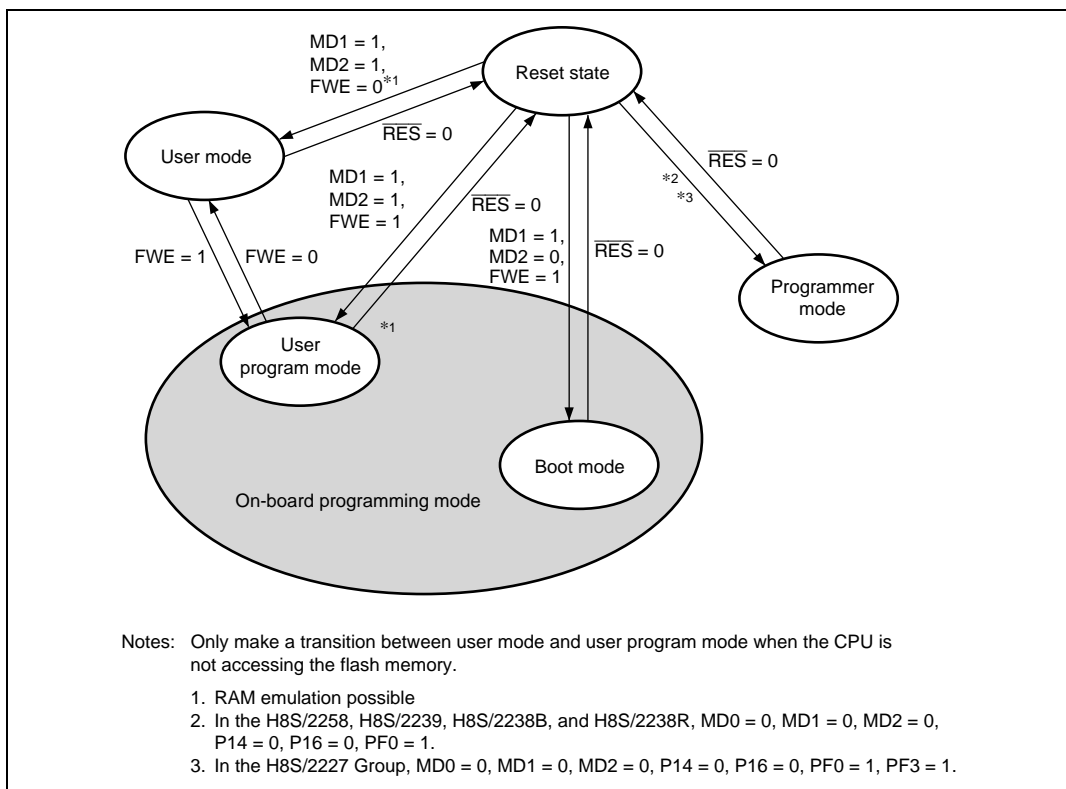 MD1 = 1,
MD2 = 1,
FWE = 0*1
Reset state
RES = 0
User mode
RES = 0
*2
*3
MD1 = 1,
MD2 = 1,
FWE = 1
RES = 0
MD1 = 1,
MD2 = 0,
FWE = 1
RES = 0
FWE = 1
FWE = 0
Programmer
mode
*1
User
program mode
Boot mode
On-board programming mode
Notes: Only make a transition between user mode and user program mode when the CPU is
not accessing the flash memory.
1. RAM emulation possible
2. In the H8S/2258, H8S/2239, H8S/2238B, and H8S/2238R, MD0 = 0, MD1 = 0, MD2 = 0,
P14 = 0, P16 = 0, PF0 = 1.
3. In the H8S/2227 Group, MD0 = 0, MD1 = 0, MD2 = 0, P14 = 0, P16 = 0, PF0 = 1, PF3 = 1.